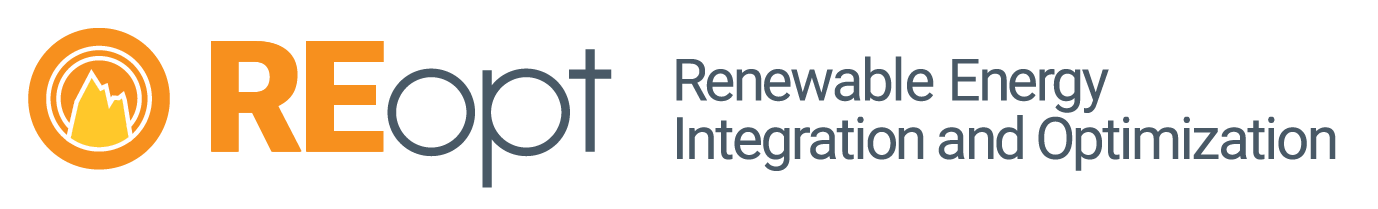 REopt
Renewable Energy
Integration and Optimization